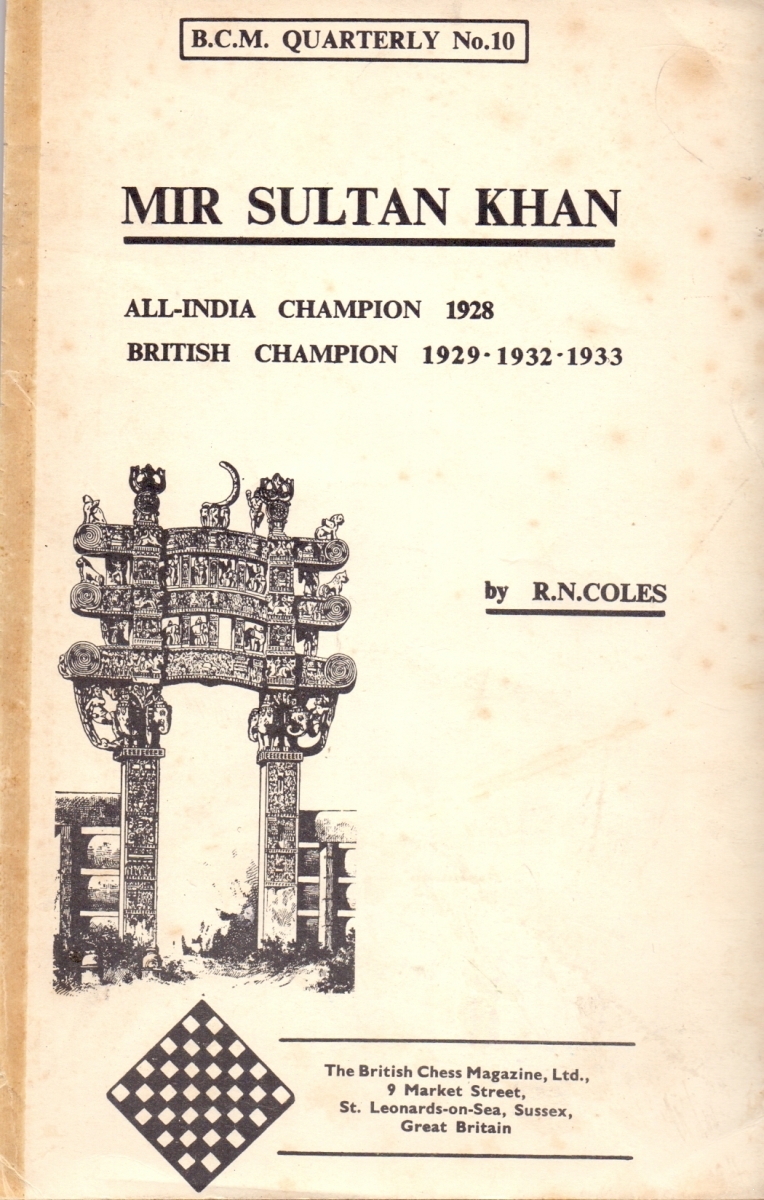 B.C.M. QUARTERLY No.10
MIR SULTAN KHAN
ALL-INDIA CHAMPION 1928
BRITISH CHAMPION 1929·1932·1933
by R.N.COLES
The British Chess Magazine, Ltd.,
9 Market Street,
St. Leonards-on-Sea, Sussex,
Great Britain